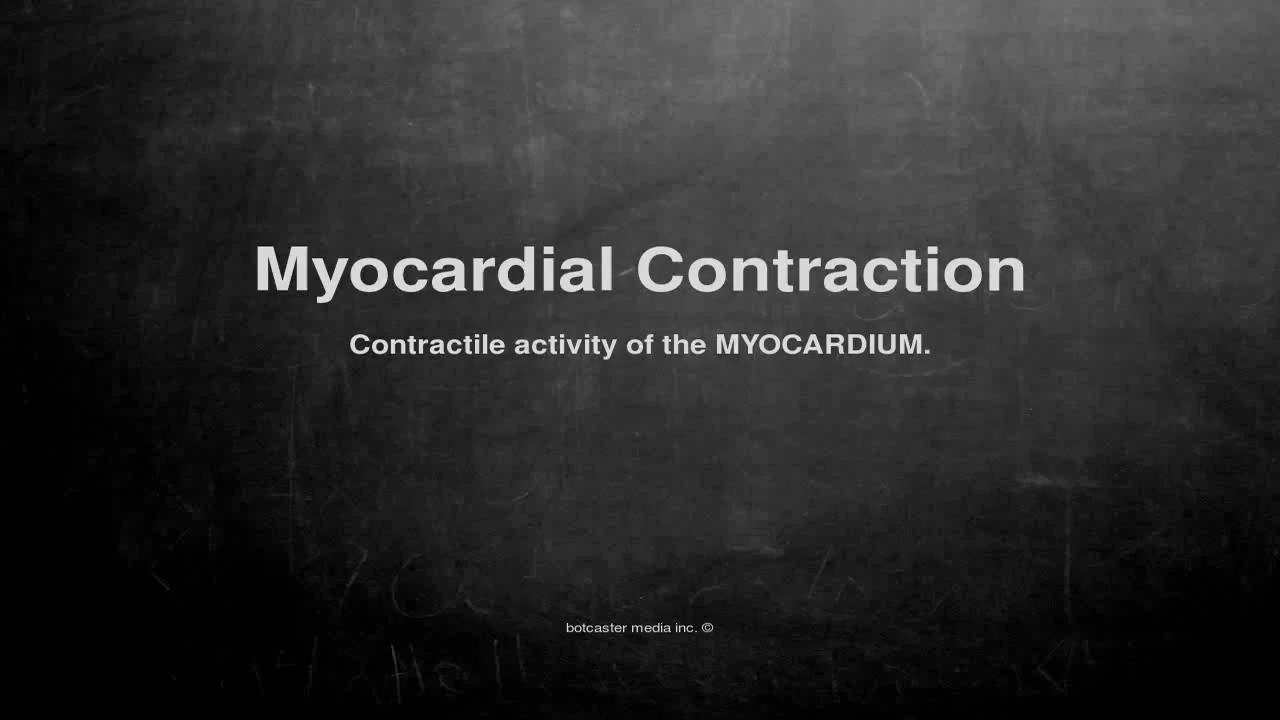 Myocardial Contraction
Contractile activity of the MYOCARDIUM.
botcaster media inc. ©